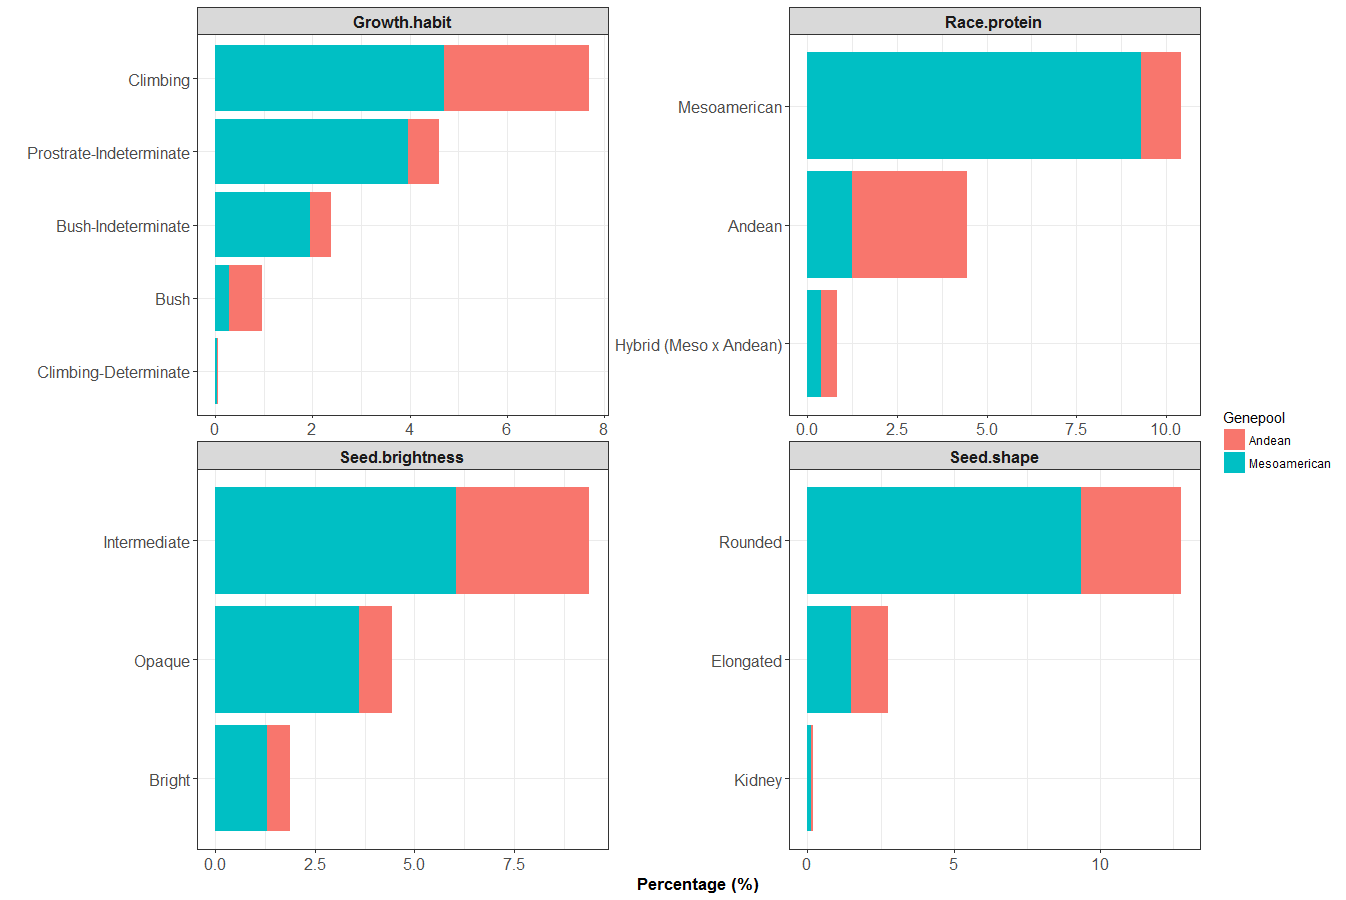 Growth.habit
Climbing
Prostrate-Indeterminate
Bush-Indeterminate
Bush
Climbing-Determinate
0 2 4 6 8
Race.protein
Mesoamerican
Andean
Hybrid (Meso x Andean)
0.0 2.5 5.0 7.5 10.0
Seed.brightness
Intermediate
Opaque
Bright
0.0 2.5 5.0 7.5
Seed.shape
Rounded
Elongated
Kidney
0 5 10
Percentage (%)
Genepool
Andean
Mesoamerican